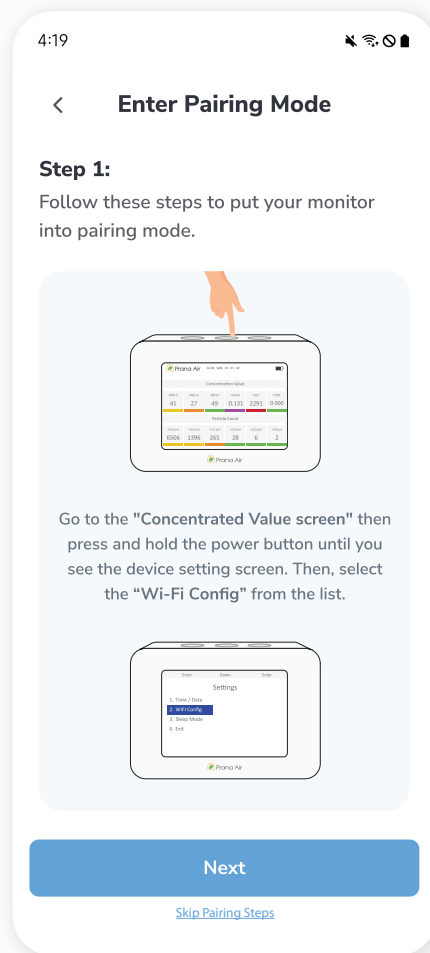 4:19
Enter Pairing Mode
Step 1:
Follow these steps to put your monitor
into pairing mode.
Prana Air
Concentration Value
41 27 49 0.131 2291 0.000
Particle Count
6506 1396 265 28 6 2
Prana Air
Go to the "Concentrated Value screen" then
press and hold the power button until you
see the device setting screen. Then, select
the “Wi-Fi Config” from the list.
Enter Down Enter
Settings
1. Time / Date
2. WIFI Config
3. Sleep Mode
4. Exit
Prana Air
Next
Skip Pairing Steps